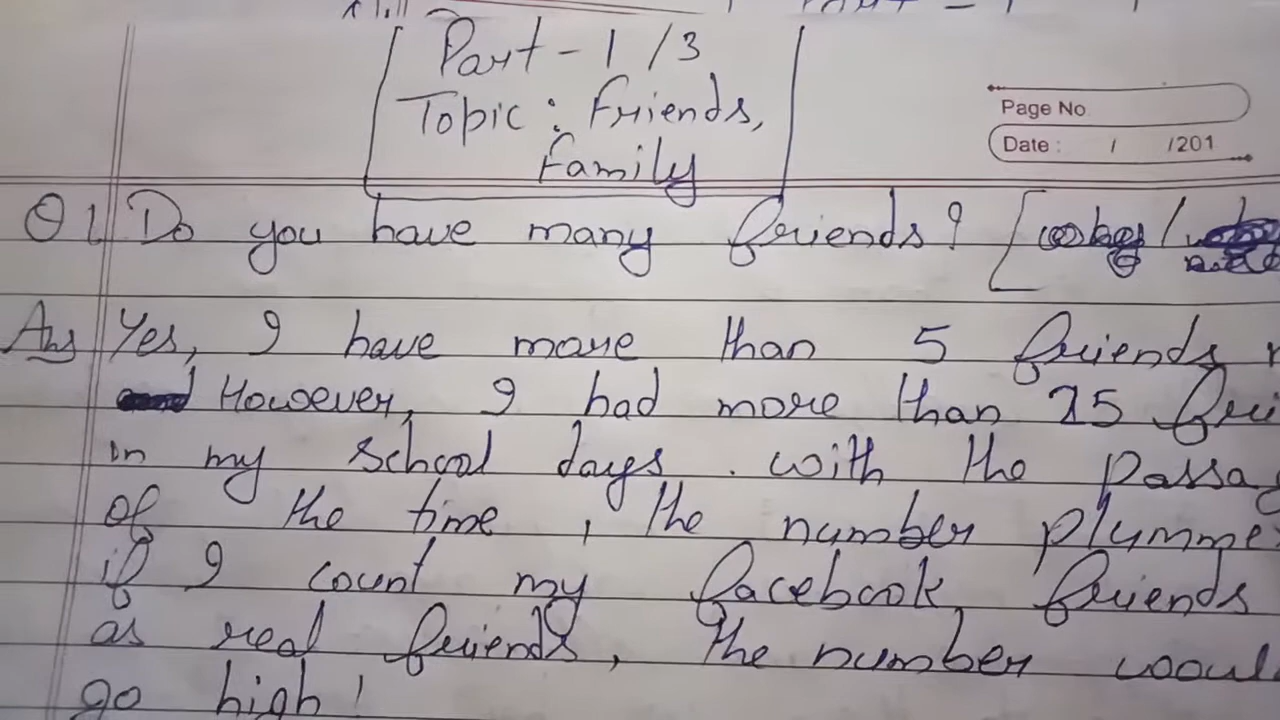 Part - 1 / 3
Topic : Friends,
Family
Page No
Date : / /201
Q1 Do you have many friends?
Ans Yes, I have more than 5 friends
However, I had more than 25
in my school days. with the
of the time, the number
if I count my facebook friends
as real friends, the number
go high!